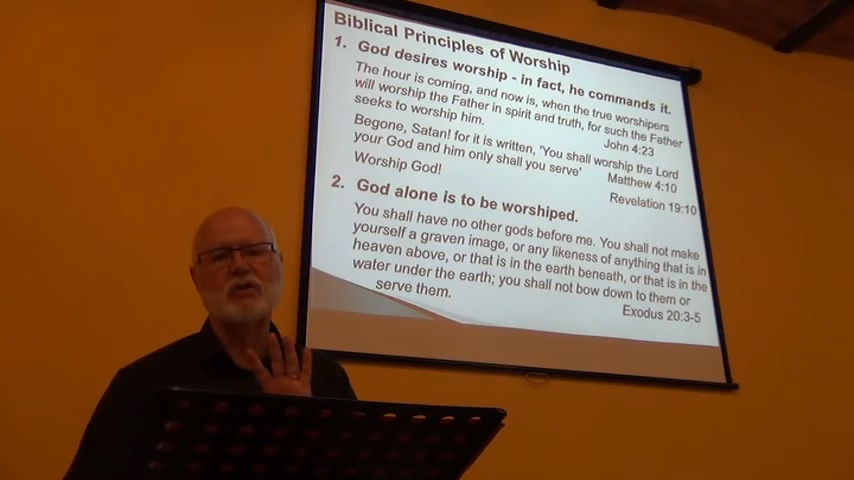 Biblical Principles of Worship
1. God desires worship - in fact, he commands it.
The hour is coming, and now is, when the true worshipers
will worship the Father in spirit and truth, for such the Father
seeks to worship him.
John 4:23
Begone, Satan! for it is written, 'You shall worship the Lord
your God and him only shall you serve'
Matthew 4:10
Worship God!
Revelation 19:10
2. God alone is to be worshiped.
You shall have no other gods before me. You shall not make
yourself a graven image, or any likeness of anything that is in
heaven above, or that is in the earth beneath, or that is in the
water under the earth; you shall not bow down to them or
serve them.
Exodus 20:3-5